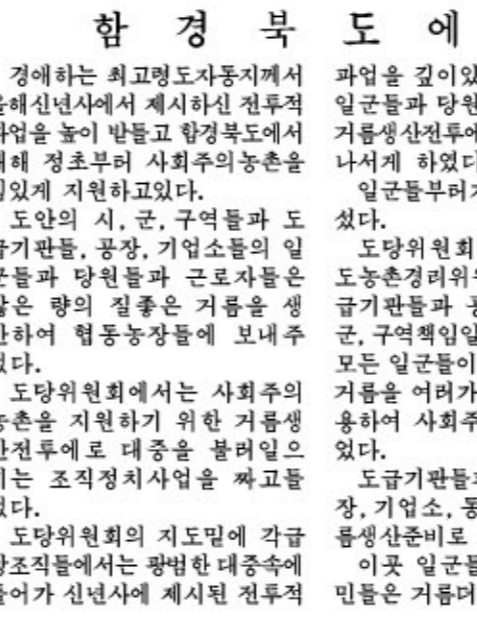 함 경 북 도 에
경애하는 최고령도자동지께서
올해신년사에서 제시하신 전투적
과업을 높이 받들고 함경북도에서
새해 정초부터 사회주의농촌을
힘있게 지원하고있다.
도안의 시, 군, 구역들과 도
급기관들, 공장, 기업소들의 일
군들과 당원들과 근로자들은
많은 량의 질좋은 거름을 생
산하여 협동농장들에 보내주
였다.
도당위원회에서는 사회주의
농촌을 지원하기 위한 거름생
산전투에로 대중을 불러일으
키는 조직정치사업을 짜고들
었다.
도당위원회의 지도밑에 각급
당조직들에서는 광범한 대중속에
들어가 신년사에 제시된 전투적
파업을 깊이있
일군들과 당원
거름생산전투에
나서게 하였다
일군들부터가
섰다.
도당위원회
도농촌경리위원
급기관들과 공
군, 구역책임일
모든 일군들이
거름을 여러가
용하여 사회주
었다.
도급기관들과
장, 기업소, 동
름생산준비로
이곳 일군들
민들은 거름더